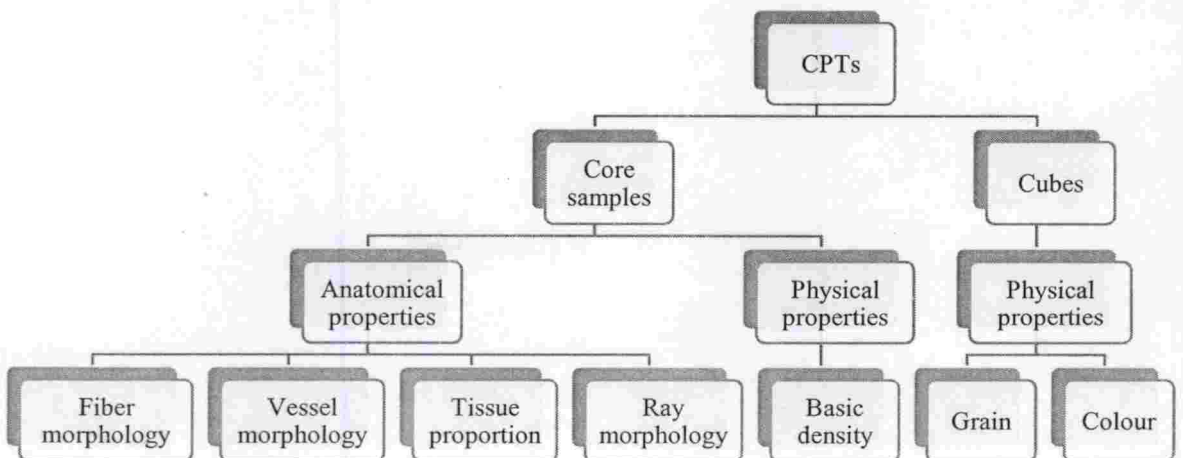 CPTs
Core
samples
Cubes
Anatomical
properties
Physical
properties
Physical
properties
Fiber
morphology
Vessel
morphology
Tissue
proportion
Ray
morphology
Basic
density
Grain
Colour